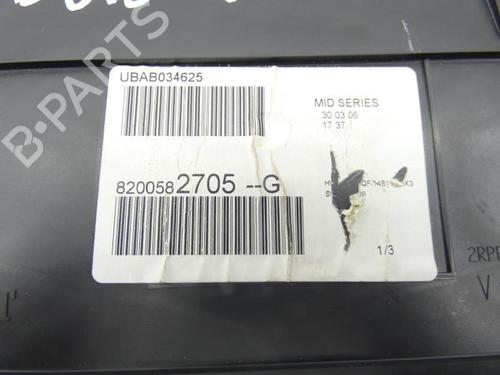 B-PARTS
UBAB034625
MID SERIES
30 03 06
17 37
8200582705 --G
1/3
V